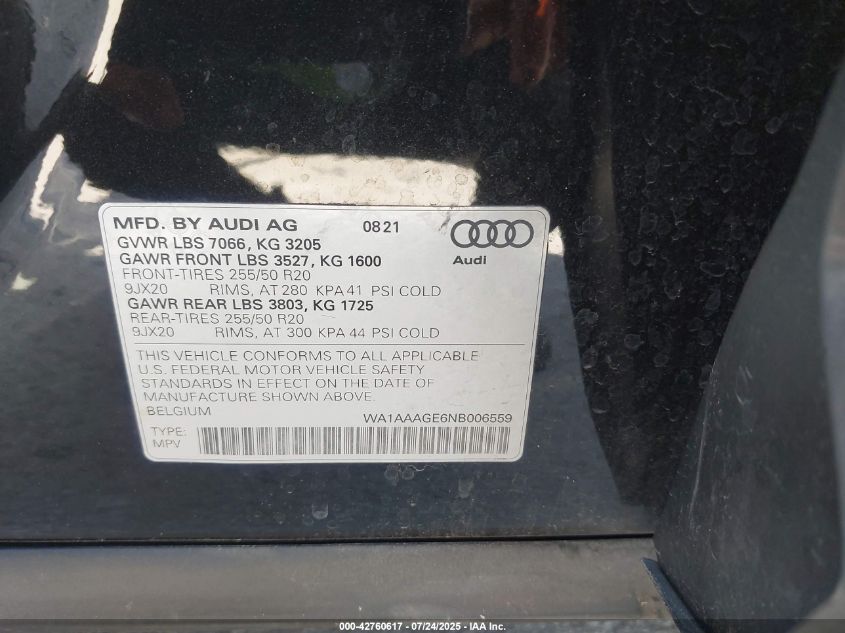 MFD. BY AUDI AG 08 21
GVWR LBS 7066, KG 3205
GAWR FRONT LBS 3527, KG 1600
Audi
FRONT-TIRES 255/50 R20
9JX20 RIMS, AT 280 KPA 41 PSI COLD
GAWR REAR LBS 3803, KG 1725
REAR-TIRES 255/50 R20
9JX20 RIMS, AT 300 KPA 44 PSI COLD
THIS VEHICLE CONFORMS TO ALL APPLICABLE
U.S. FEDERAL MOTOR VEHICLE SAFETY
STANDARDS IN EFFECT ON THE DATE OF
MANUFACTURE SHOWN ABOVE.
BELGIUM WA1AAAGE6NB006559
TYPE:
MPV
000-42760617 - 07/24/2025 - IAA Inc.